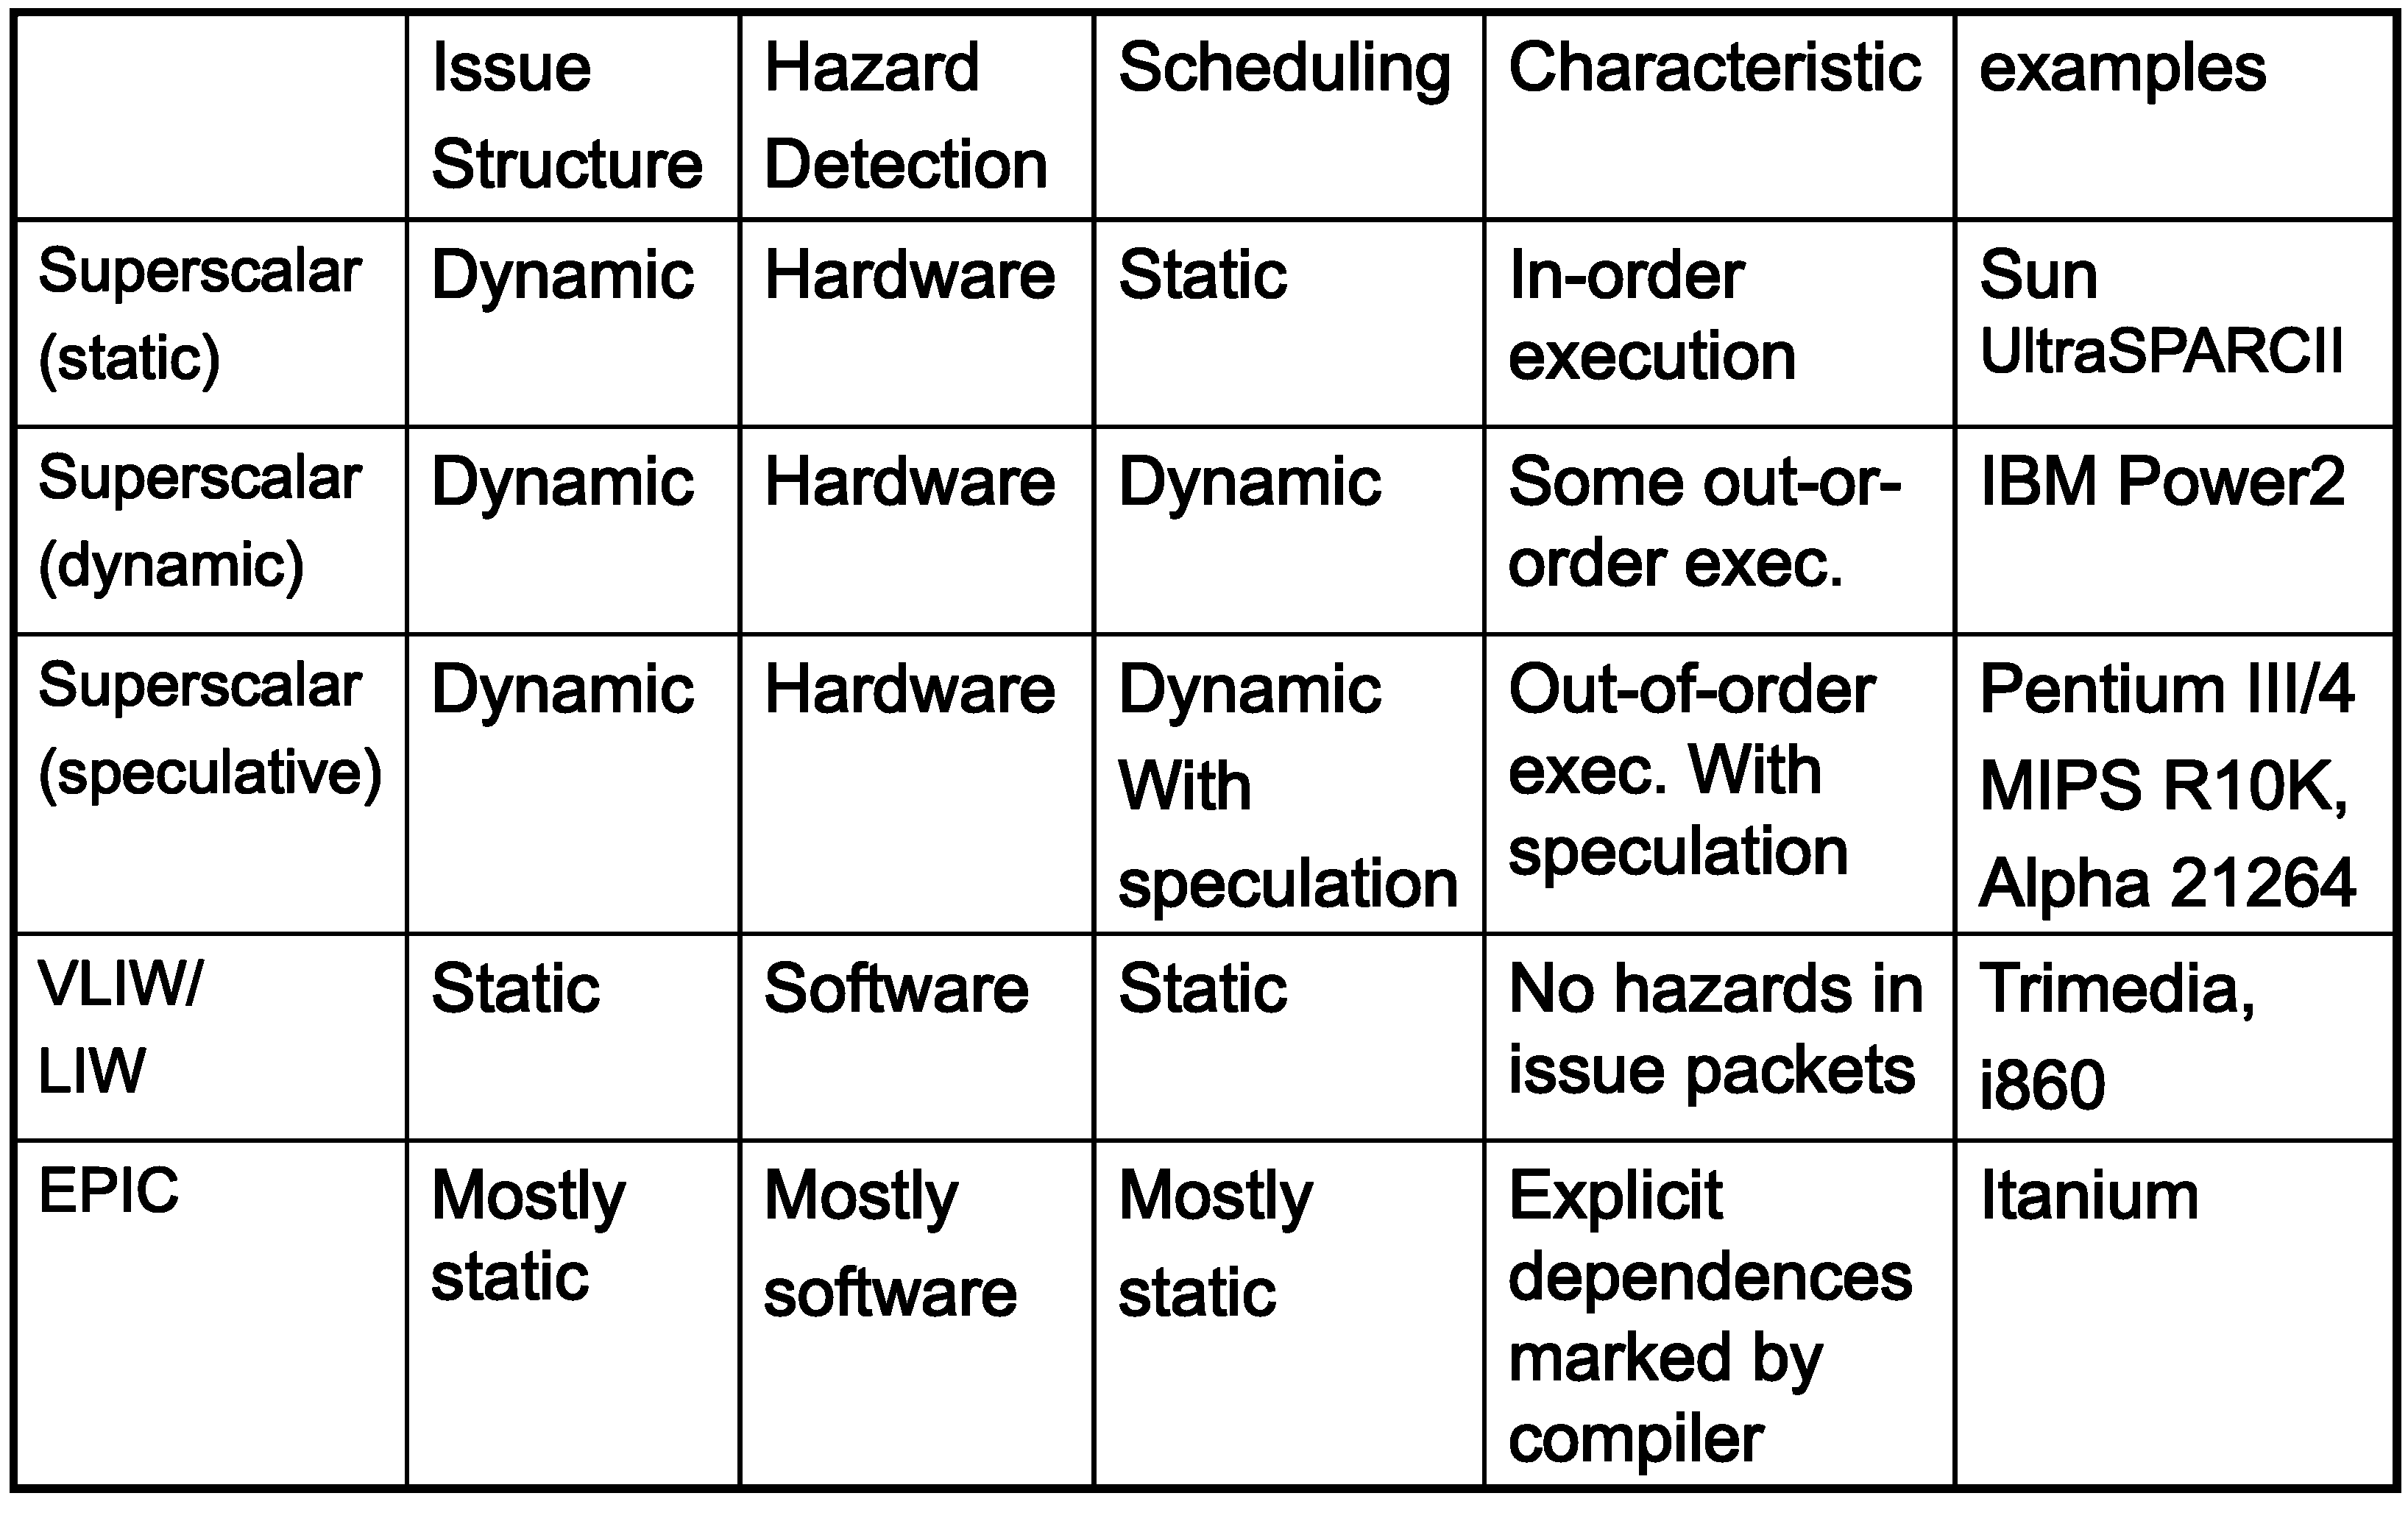 Issue
Structure
Hazard
Detection
Scheduling
Characteristic
examples
Superscalar
(static)
Dynamic
Hardware
Static
In-order
execution
Sun
UltraSPARCII
Superscalar
(dynamic)
Dynamic
Hardware
Dynamic
Some out-or-
order exec.
IBM Power2
Superscalar
(speculative)
Dynamic
Hardware
Dynamic
With
speculation
Out-of-order
exec. With
speculation
Pentium III/4
MIPS R10K,
Alpha 21264
VLIW/
LIW
Static
Software
Static
No hazards in
issue packets
Trimedia,
i860
EPIC
Mostly
static
Mostly
software
Mostly
static
Explicit
dependences
marked by
compiler
Itanium